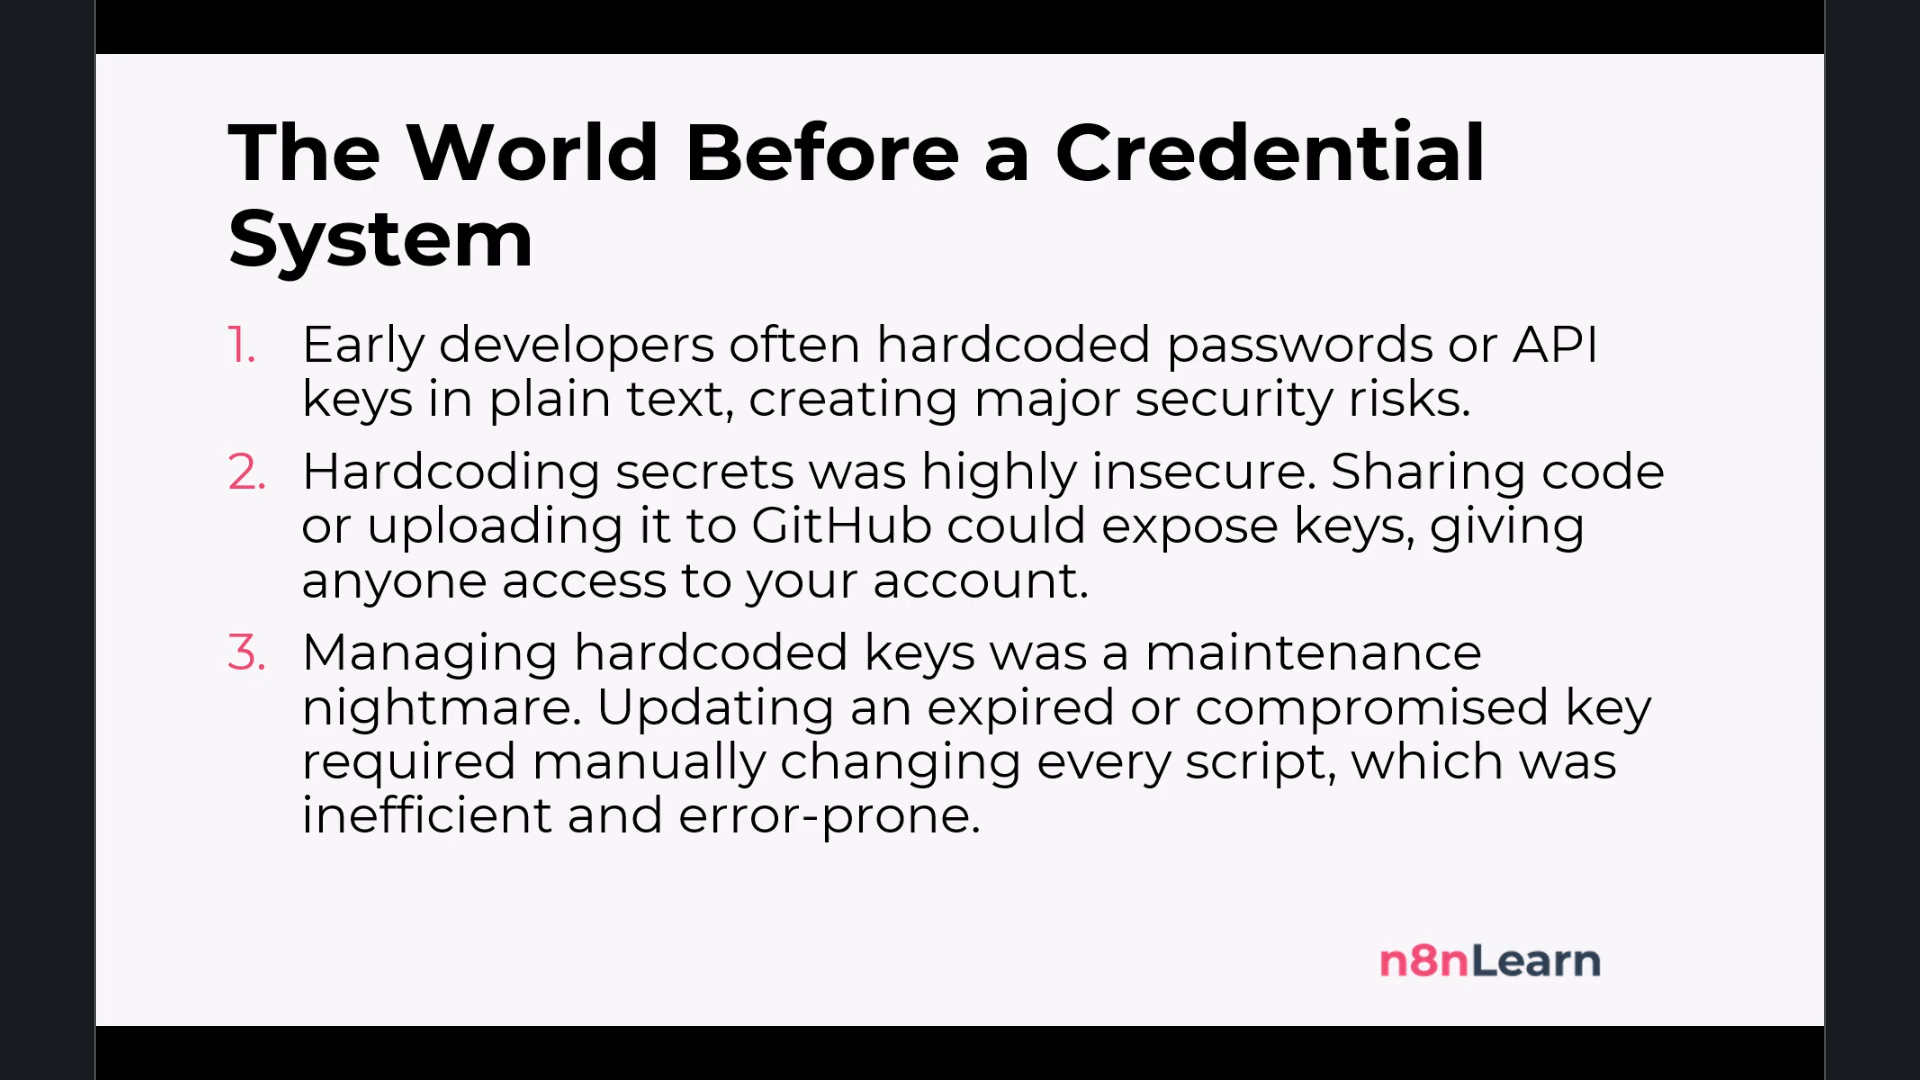 The World Before a Credential
System
1. Early developers often hardcoded passwords or API
keys in plain text, creating major security risks.
2. Hardcoding secrets was highly insecure. Sharing code
or uploading it to GitHub could expose keys, giving
anyone access to your account.
3. Managing hardcoded keys was a maintenance
nightmare. Updating an expired or compromised key
required manually changing every script, which was
inefficient and error-prone.
n8nLearn